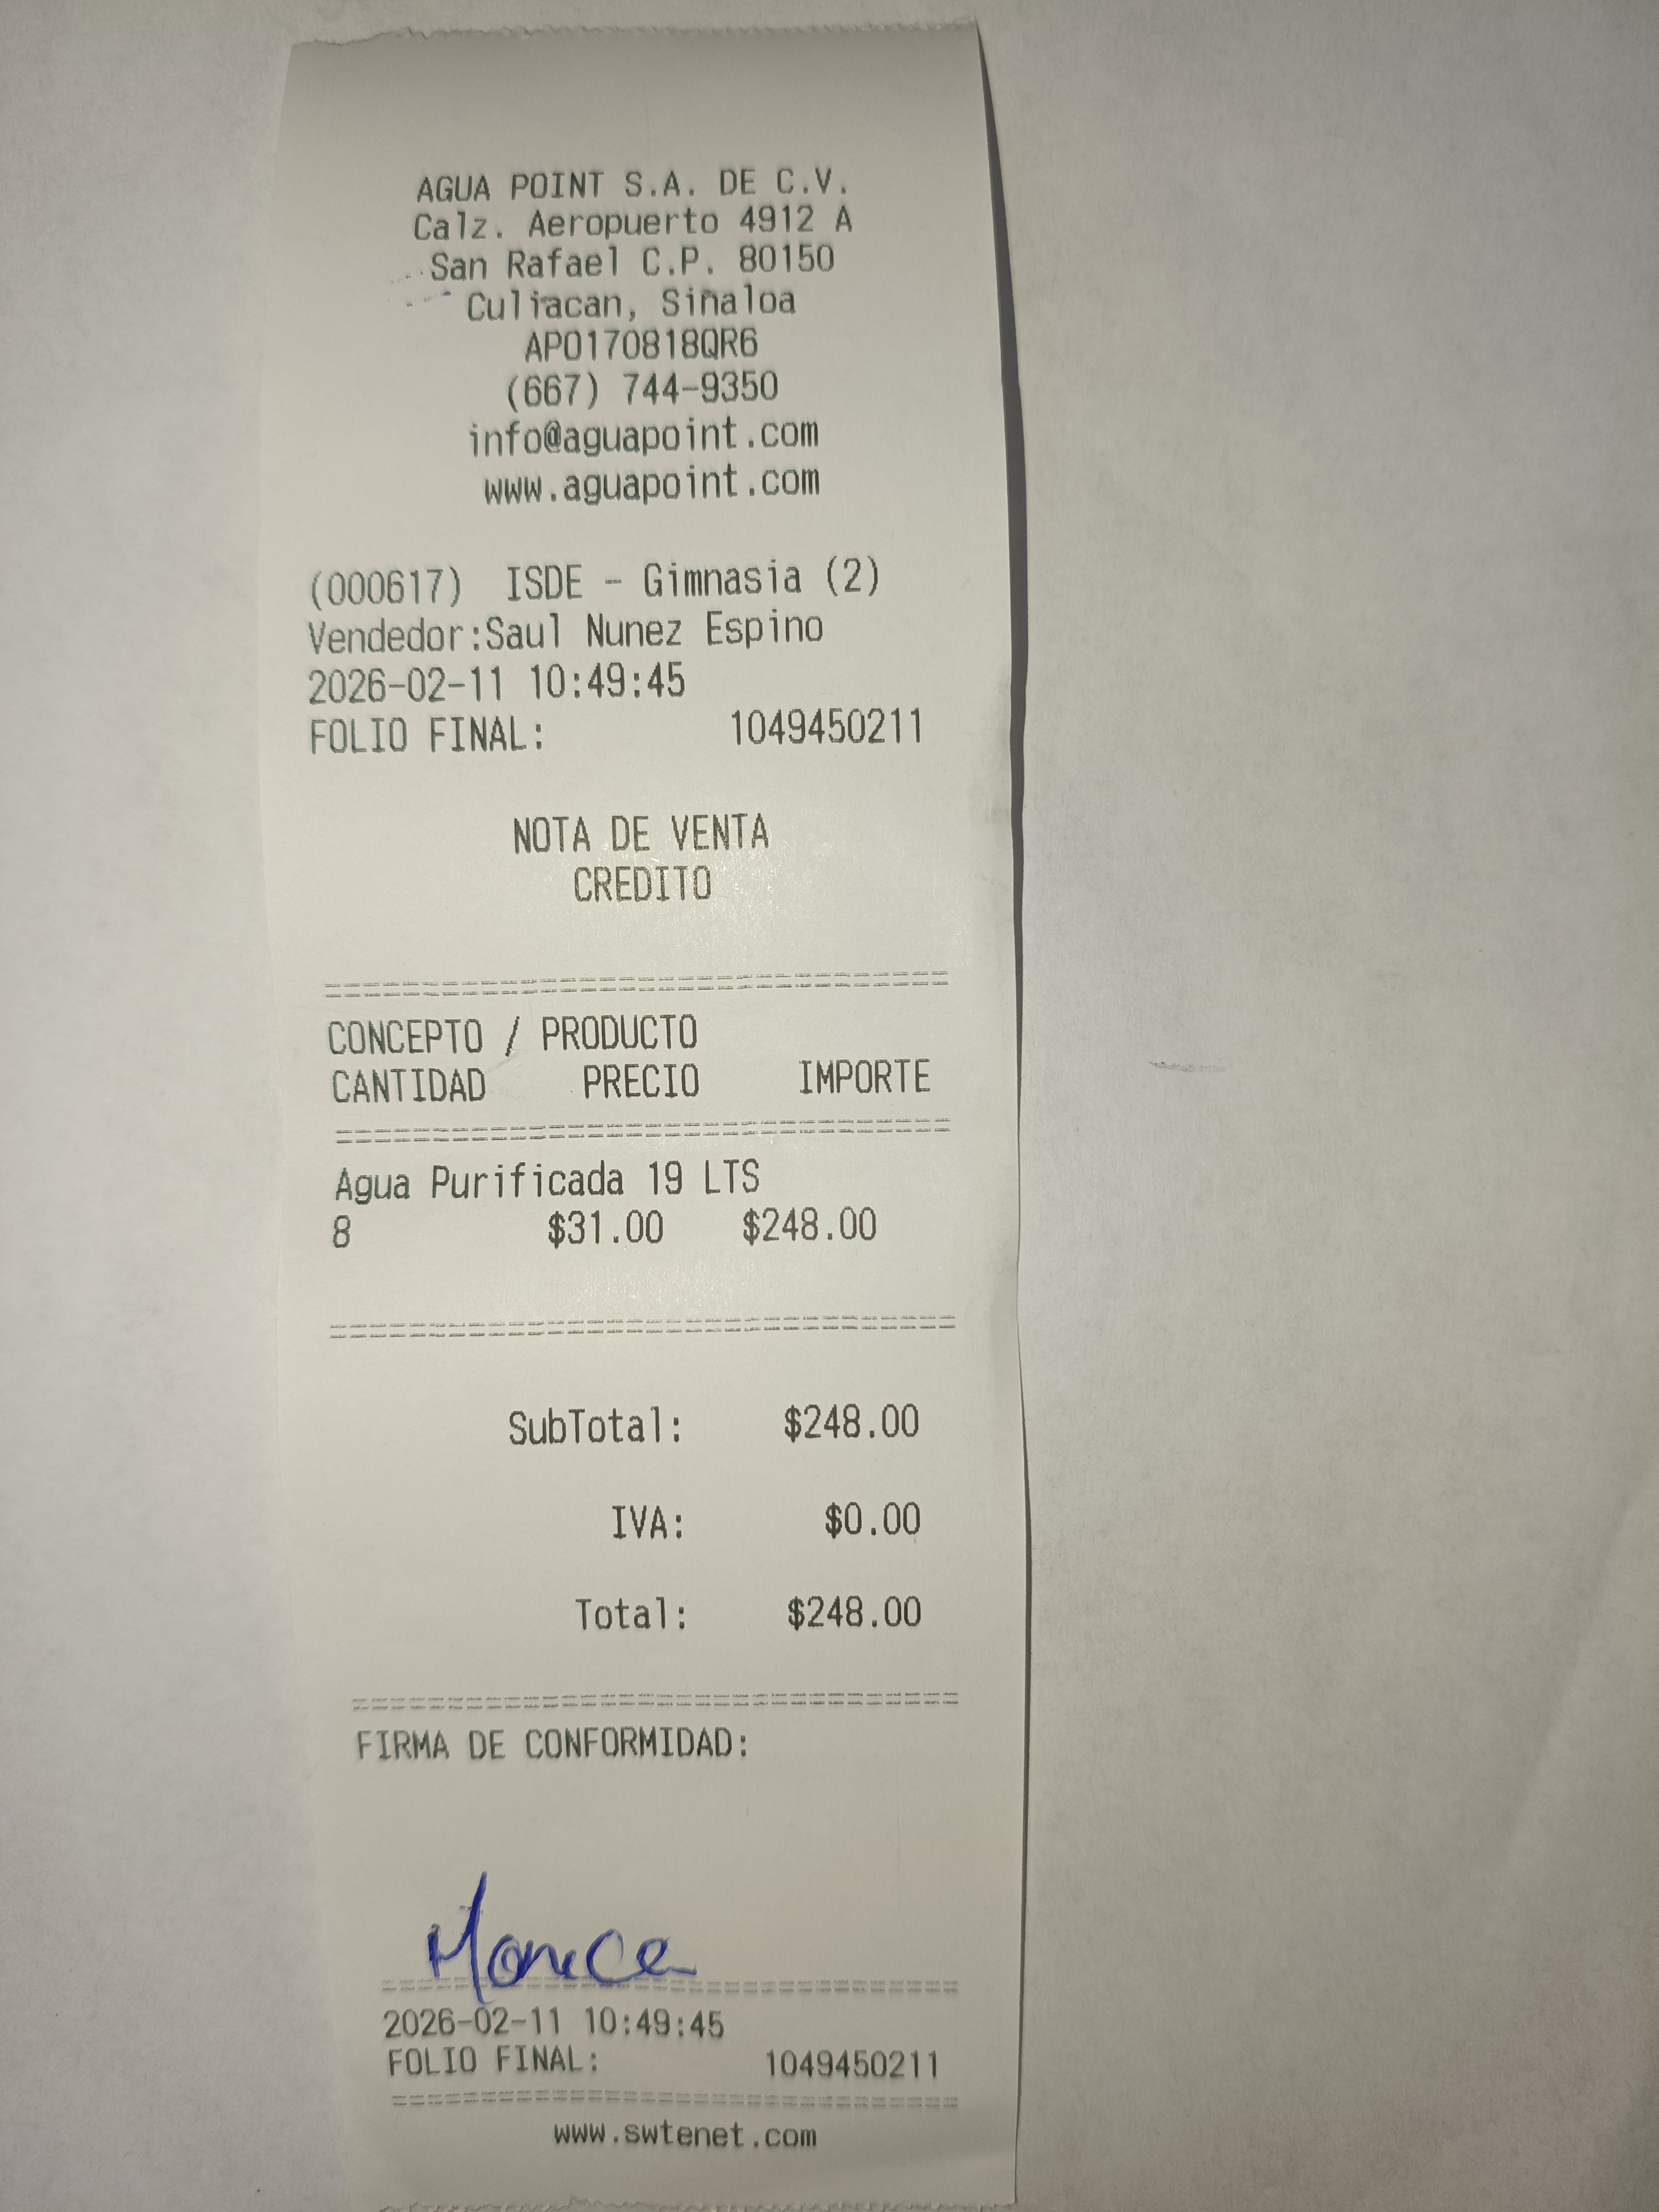 AGUA POINT S.A. DE C.V.
Calz. Aeropuerto 4912 A
San Rafael C.P. 80150
Culiacan, Sinaloa
APO170818QR6
(667) 744-9350
info@aguapoint.com
www.aguapoint.com
(000617) ISDE - Gimnasia (2)
Vendedor:Saul Nunez Espino
2026-02-11 10:49:45
FOLIO FINAL: 1049450211
NOTA DE VENTA
CREDITO
CONCEPTO / PRODUCTO
CANTIDAD PRECIO IMPORTE
Agua Purificada 19 LTS
8 $31.00 $248.00
SubTotal: $248.00
IVA: $0.00
Total: $248.00
FIRMA DE CONFORMIDAD:
Monica
2026-02-11 10:49:45
FOLIO FINAL: 1049450211
www.swtenet.com